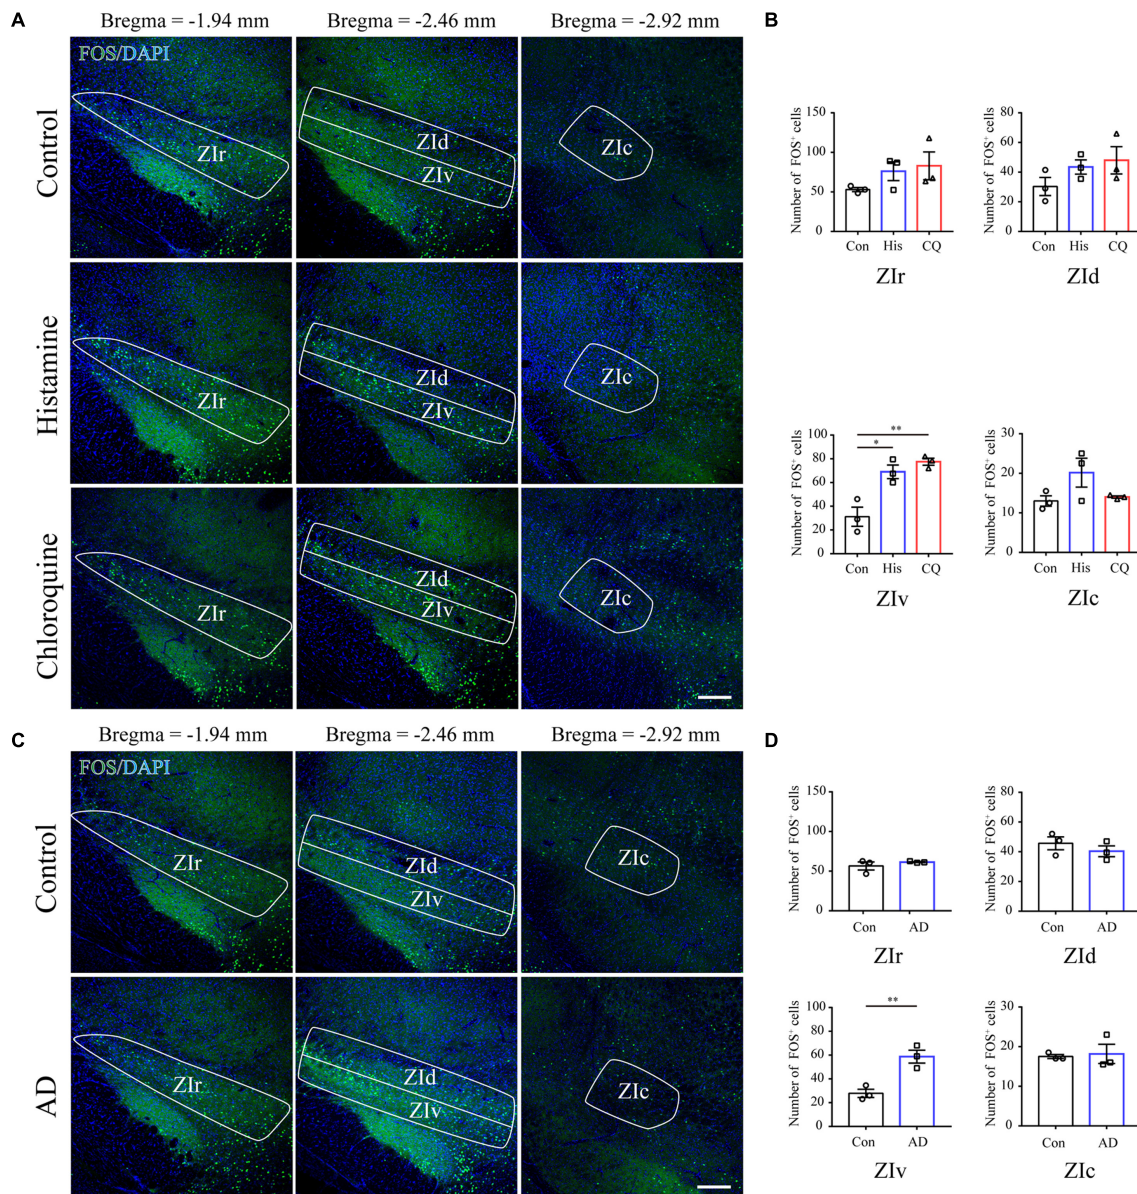 A
Bregma = -1.94 mm
Bregma = -2.46 mm
Bregma = -2.92 mm
FOS/DAPI
Control
ZIr
ZId
ZIv
ZIc
Histamine
ZIr
ZId
ZIv
ZIc
Chloroquine
ZIr
ZId
ZIv
ZIc
B
Number of FOS+ cells
150
100
50
0
Con His CQ
ZIr
Number of FOS+ cells
80
60
40
20
0
Con His CQ
ZId
Number of FOS+ cells
100
80
60
40
20
0
*
**
Con His CQ
ZIv
Number of FOS+ cells
30
20
10
0
Con His CQ
ZIc
C
Bregma = -1.94 mm
Bregma = -2.46 mm
Bregma = -2.92 mm
FOS/DAPI
Control
ZIr
ZId
ZIv
ZIc
AD
ZIr
ZId
ZIv
ZIc
D
Number of FOS+ cells
150
100
50
0
Con AD
ZIr
Number of FOS+ cells
80
60
40
20
0
Con AD
ZId
Number of FOS+ cells
100
80
60
40
20
0
**
Con AD
ZIv
Number of FOS+ cells
30
20
10
0
Con AD
ZIc